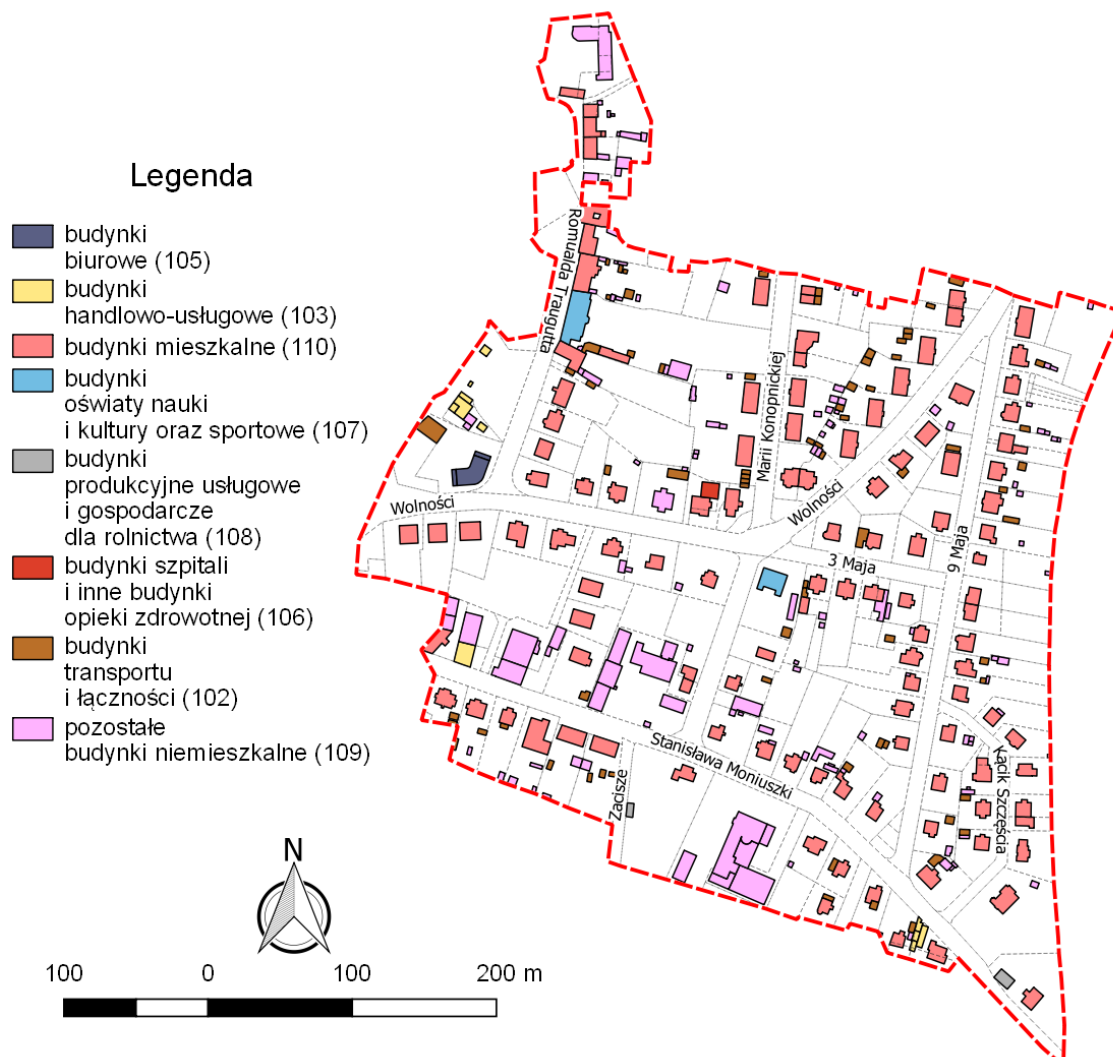 Legenda
budynki
biurowe (105)
budynki
handlowo-usługowe (103)
budynki mieszkalne (110)
budynki
oświaty nauki
i kultury oraz sportowe (107)
budynki
produkcyjne usługowe
i gospodarcze
dla rolnictwa (108)
budynki szpitali
i inne budynki
opieki zdrowotnej (106)
budynki
transportu
i łączności (102)
pozostałe
budynki niemieszkalne (109)
N
100 0 100 200 m
Romualda Traugutta
Marii Konopnickiej
Wolności
Wolności
3 Maja
9 Maja
Stanisława Moniuszki
Zacisze
Kącik Szczęścia